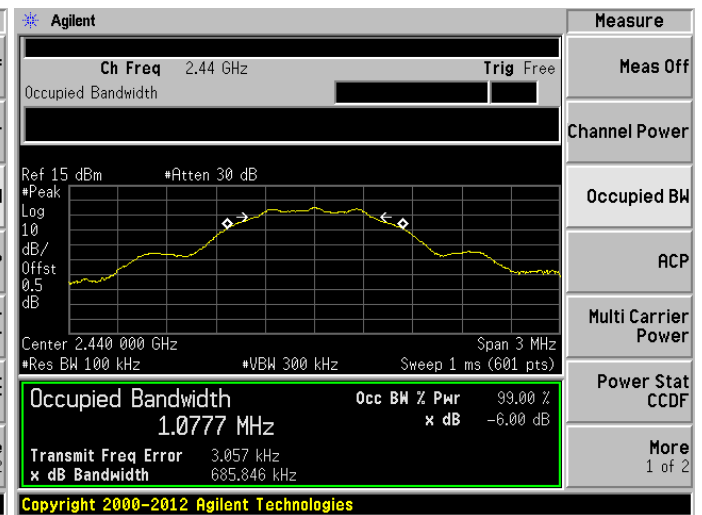 Agilent
Measure
Ch Freq 2.44 GHz Trig Free
Occupied Bandwidth
Meas Off
Channel Power
Occupied BW
ACP
Multi Carrier
Power
Power Stat
CCDF
More
1 of 2
Ref 15 dBm #Atten 30 dB
#Peak
Log
10
dB/
Offst
0.5
dB
Center 2.440 000 GHz Span 3 MHz
#Res BW 100 kHz #VBW 300 kHz Sweep 1 ms (601 pts)
Occupied Bandwidth Occ BW % Pwr 99.00 %
1.0777 MHz x dB -6.00 dB
Transmit Freq Error 3.057 kHz
x dB Bandwidth 685.846 kHz
Copyright 2000-2012 Agilent Technologies